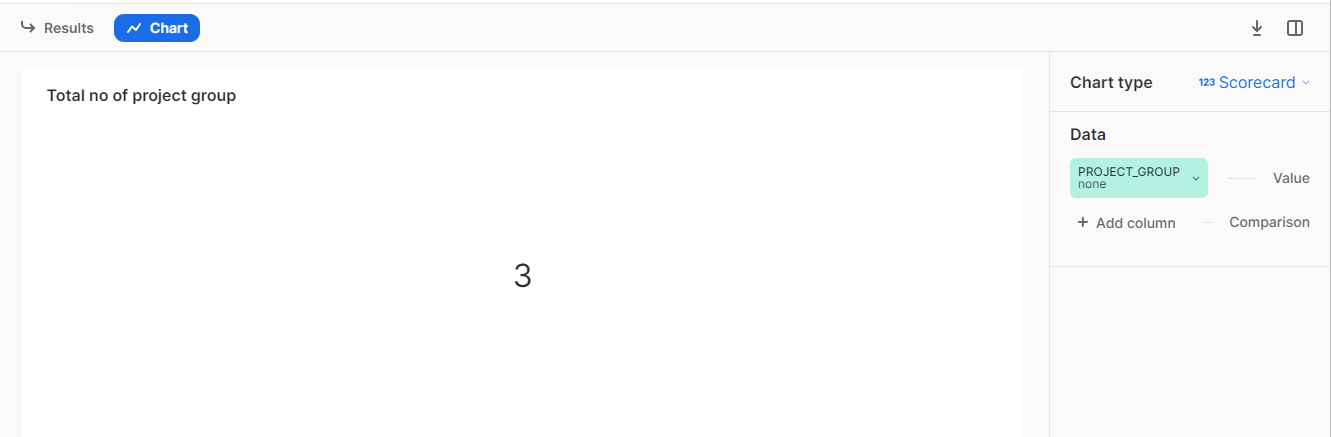 Results
Chart
Total no of project group
3
Chart type
123 Scorecard
Data
PROJECT_GROUP
none
Value
+ Add column
Comparison